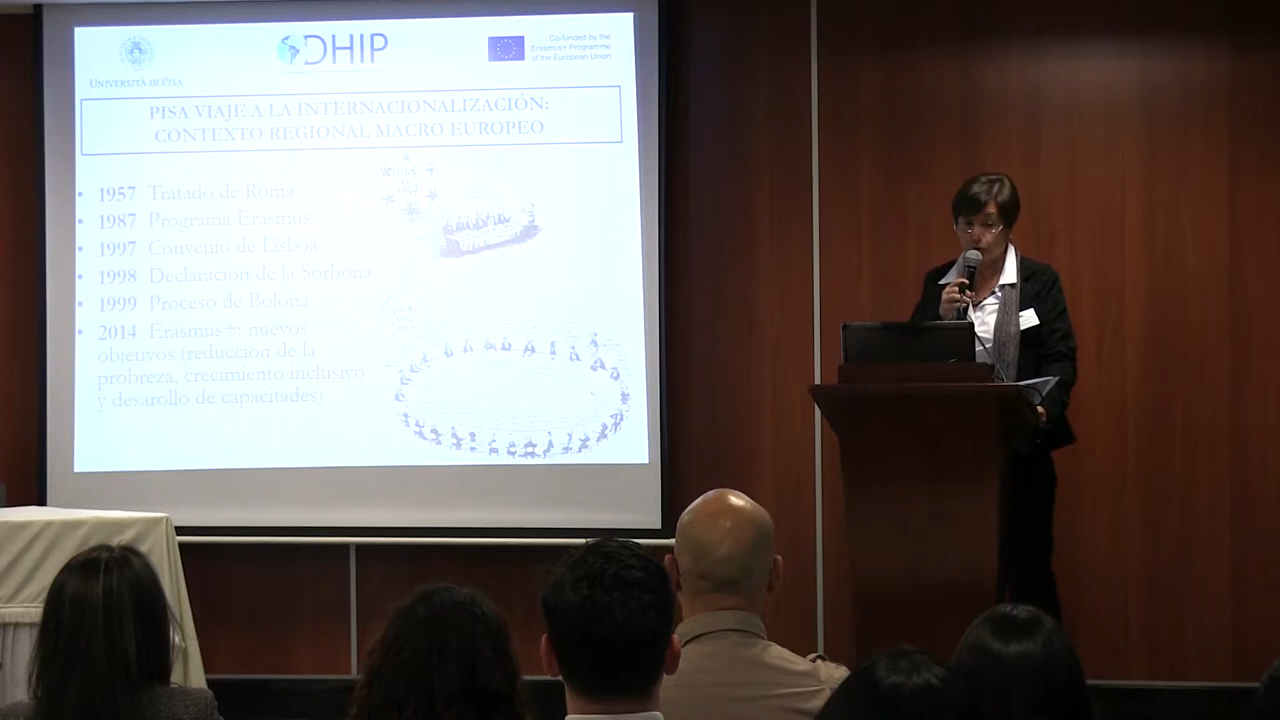 UNIVERSITÀ DI PISA
DHIP
Co-funded by the
Erasmus+ Programme
of the European Union
PISA VIAJE A LA INTERNACIONALIZACIÓN:
CONTEXTO REGIONAL MACRO EUROPEO
• 1957 Tratado de Roma
• 1987 Programa Erasmus
• 1997 Convenio de Lisboa
• 1998 Declaración de la Sorbona
• 1999 Proceso de Boloña
• 2014 Erasmus+: nuevos
objetivos (reducción de la
probreza, crecimiento inclusivo
y desarollo de capacitades)